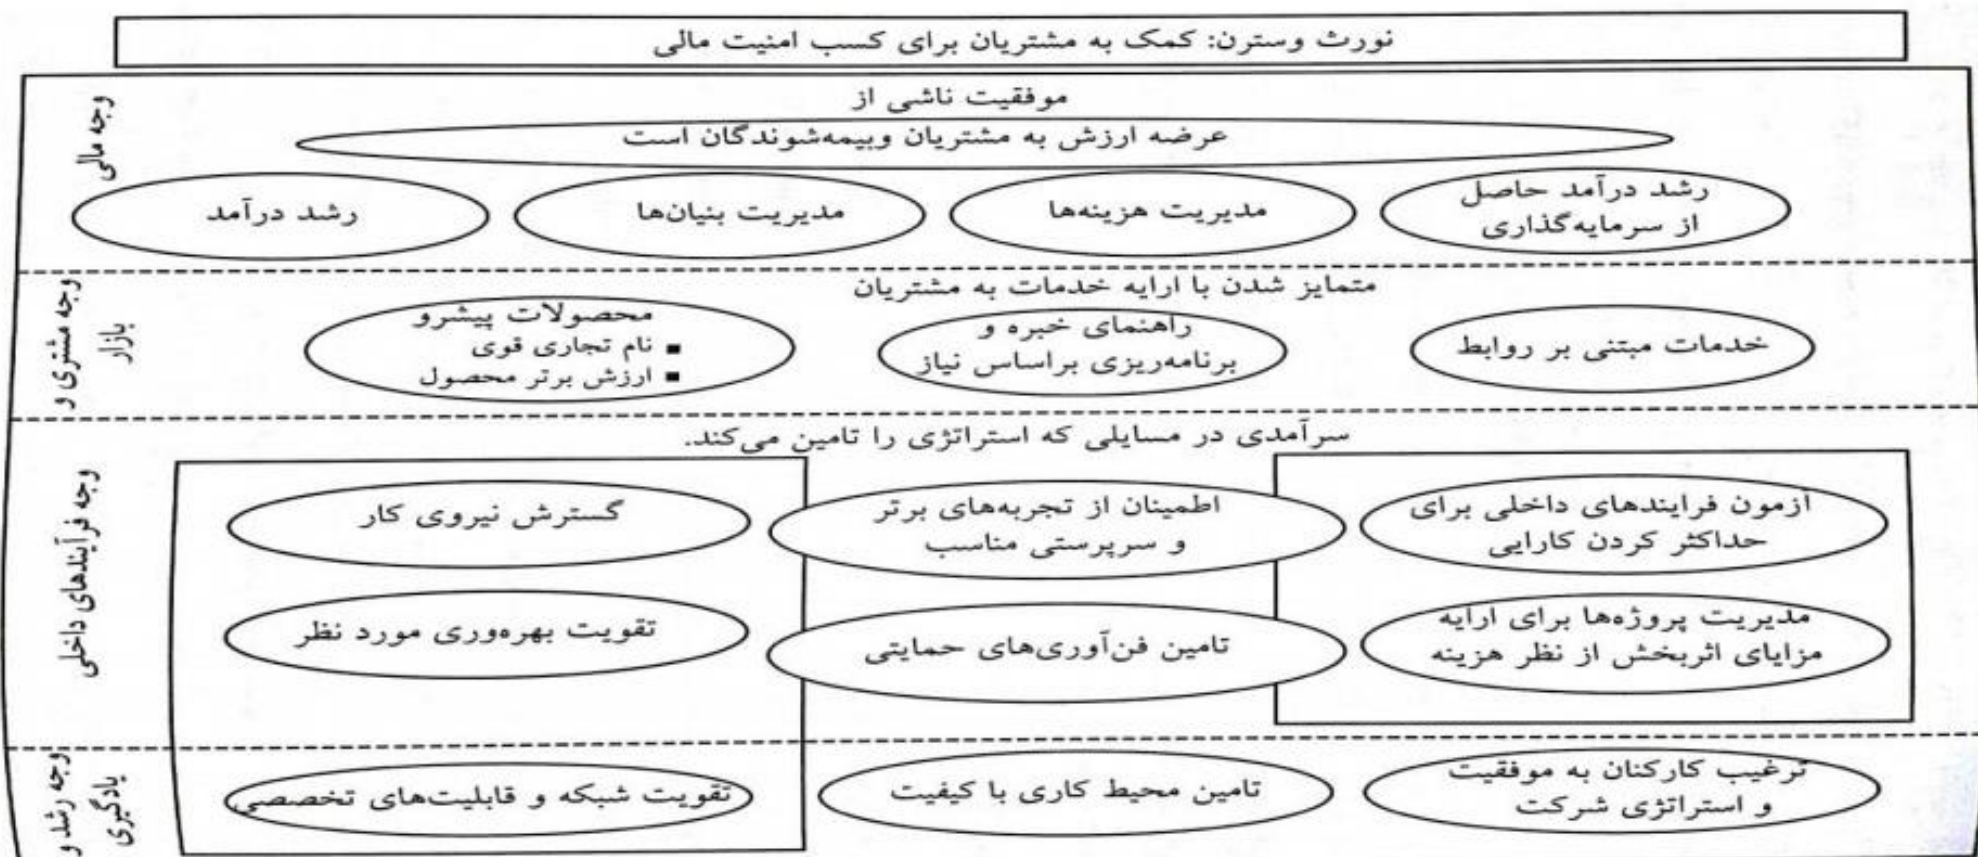 نورث وسترن: کمک به مشتریان برای کسب امنیت مالی
وجه مالی
موفقیت ناشی از
عرضه ارزش به مشتریان وبیمه‌شوندگان است
رشد درآمد حاصل
از سرمایه‌گذاری
مدیریت هزینه‌ها
مدیریت بنیان‌ها
رشد درآمد
وجه مشتری و
بازار
متمایز شدن با ارایه خدمات به مشتریان
خدمات مبتنی بر روابط
راهنمای خبره و
برنامه‌ریزی براساس نیاز
محصولات پیشرو
▪ نام تجاری قوی
▪ ارزش برتر محصول
وجه فرآیندهای داخلی
سرآمدی در مسایلی که استراتژی را تامین می‌کند.
آزمون فرایندهای داخلی برای
حداکثر کردن کارایی
اطمینان از تجربه‌های برتر
و سرپرستی مناسب
گسترش نیروی کار
مدیریت پروژه‌ها برای ارایه
مزایای اثربخش از نظر هزینه
تامین فن‌آوری‌های حمایتی
تقویت بهره‌وری مورد نظر
وجه رشد و
یادگیری
ترغیب کارکنان به موفقیت
و استراتژی شرکت
تامین محیط کاری با کیفیت
تقویت شبکه و قابلیت‌های تخصصی